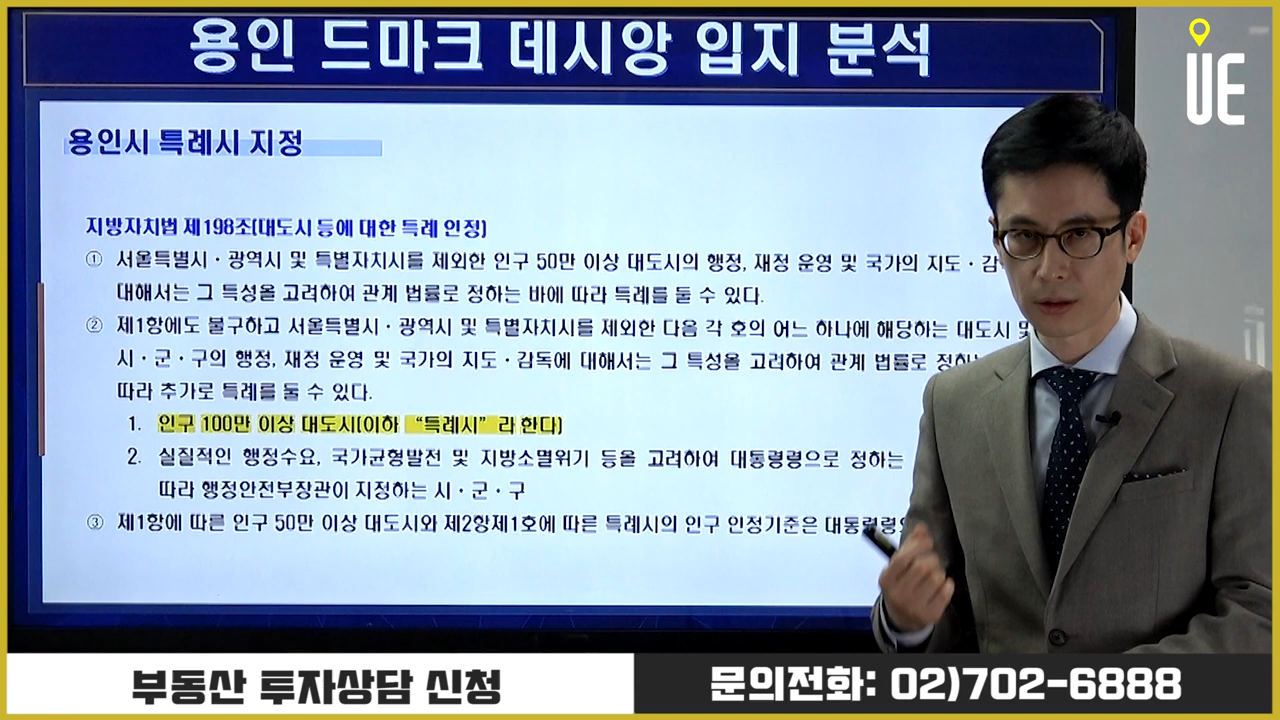 용인 드마크 데시앙 입지 분석
UE
용인시 특례시 지정
지방자치법 제198조(대도시 등에 대한 특례 인정)
① 서울특별시·광역시 및 특별자치시를 제외한 인구 50만 이상 대도시의 행정, 재정 운영 및 국가의 지도·감
대해서는 그 특성을 고려하여 관계 법률로 정하는 바에 따라 특례를 둘 수 있다.
② 제1항에도 불구하고 서울특별시·광역시 및 특별자치시를 제외한 다음 각 호의 어느 하나에 해당하는 대도시 및
시·군·구의 행정, 재정 운영 및 국가의 지도·감독에 대해서는 그 특성을 고려하여 관계 법률로 정하는
따라 추가로 특례를 둘 수 있다.
1. 인구 100만 이상 대도시(이하 “특례시”라 한다)
2. 실질적인 행정수요, 국가균형발전 및 지방소멸위기 등을 고려하여 대통령령으로 정하는
따라 행정안전부장관이 지정하는 시·군·구
③ 제1항에 따른 인구 50만 이상 대도시와 제2항제1호에 따른 특례시의 인구 인정기준은 대통령령으
부동산 투자상담 신청
문의전화: 02)702-6888